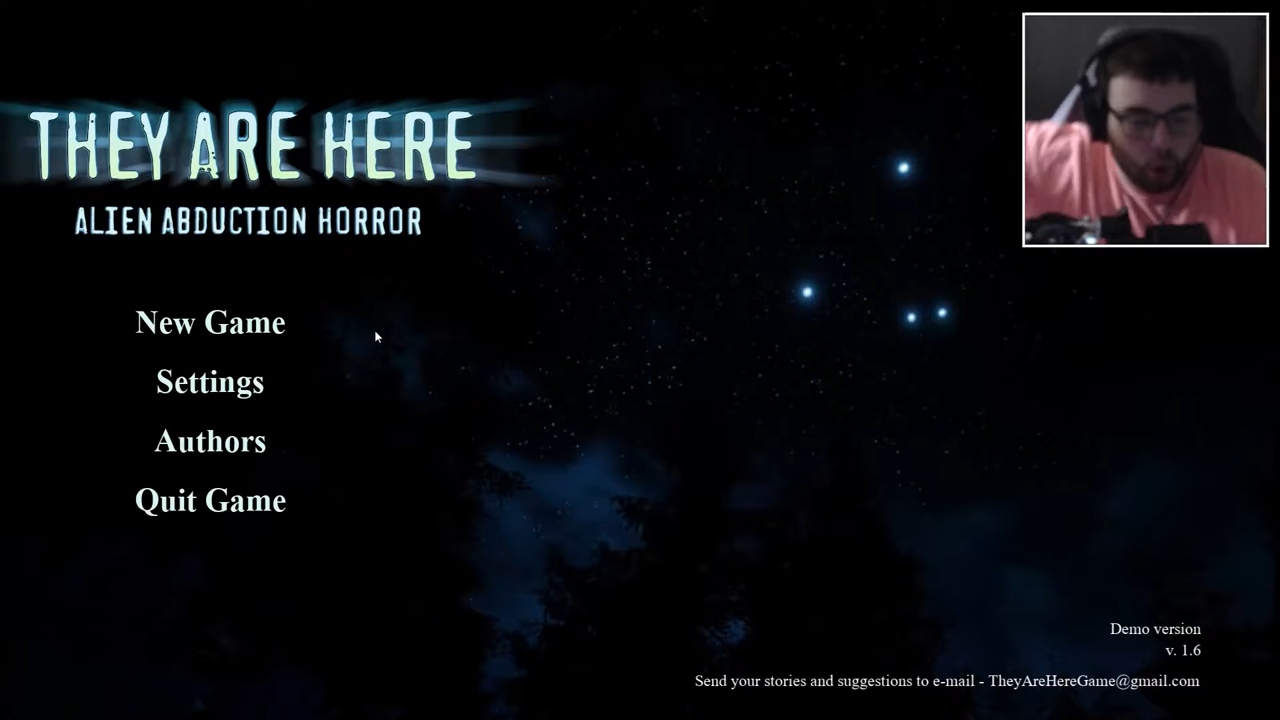 THEY ARE HERE
ALIEN ABDUCTION HORROR
New Game
Settings
Authors
Quit Game
Demo version
v. 1.6
Send your stories and suggestions to e-mail - TheyAreHereGame@gmail.com